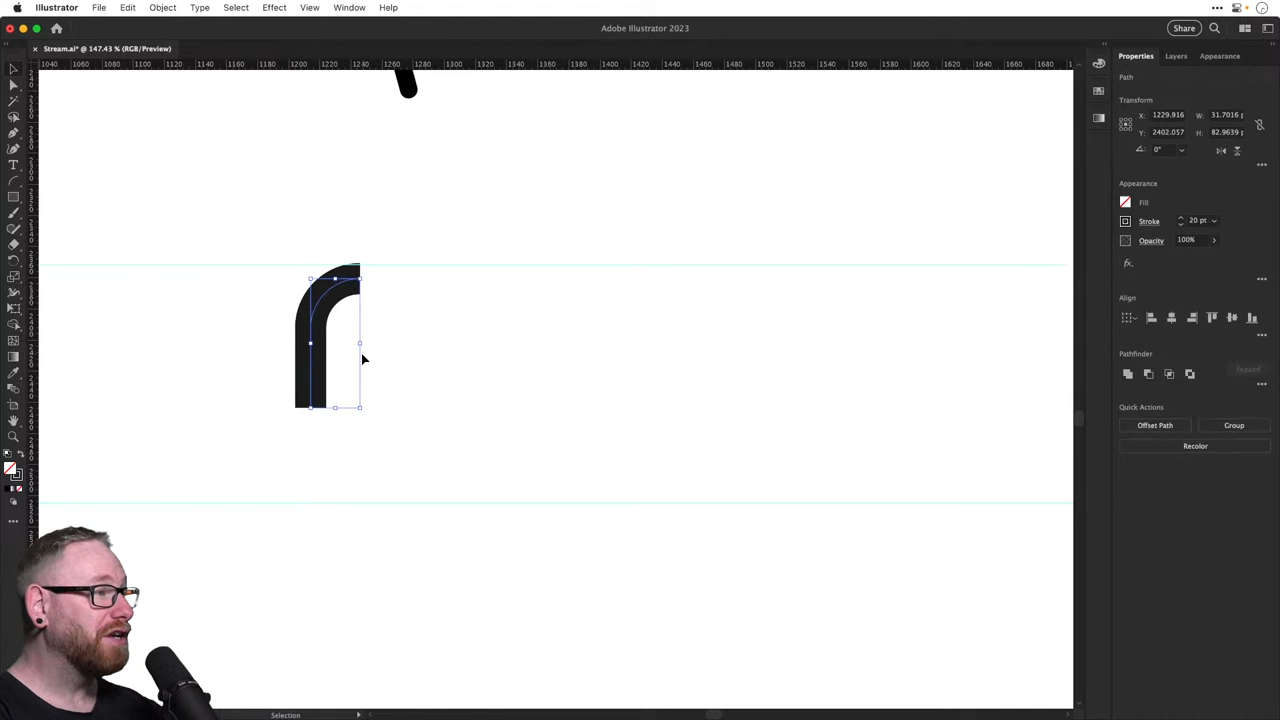 Illustrator File Edit Object Type Select Effect View Window Help
Adobe Illustrator 2023
Share
× Stream.ai* @ 147.43 % (RGB/Preview)
1040 1060 1080 1100 1120 1140 1160 1180 1200 1220 1240 1260 1280 1300 1320 1340 1360 1380 1400 1420 1440 1460 1480 1500 1520 1540 1560 1580 1600 1620 1640 1660 1680
Properties Layers Appearance
Path
Transform
X: 1229.916 W: 31.7016 p
Y: 2402.057 H: 82.9639 p
0°
Appearance
Fill
Stroke 20 pt
Opacity 100%
fx
Align
Pathfinder
Expand
Quick Actions
Offset Path Group
Recolor
Selection